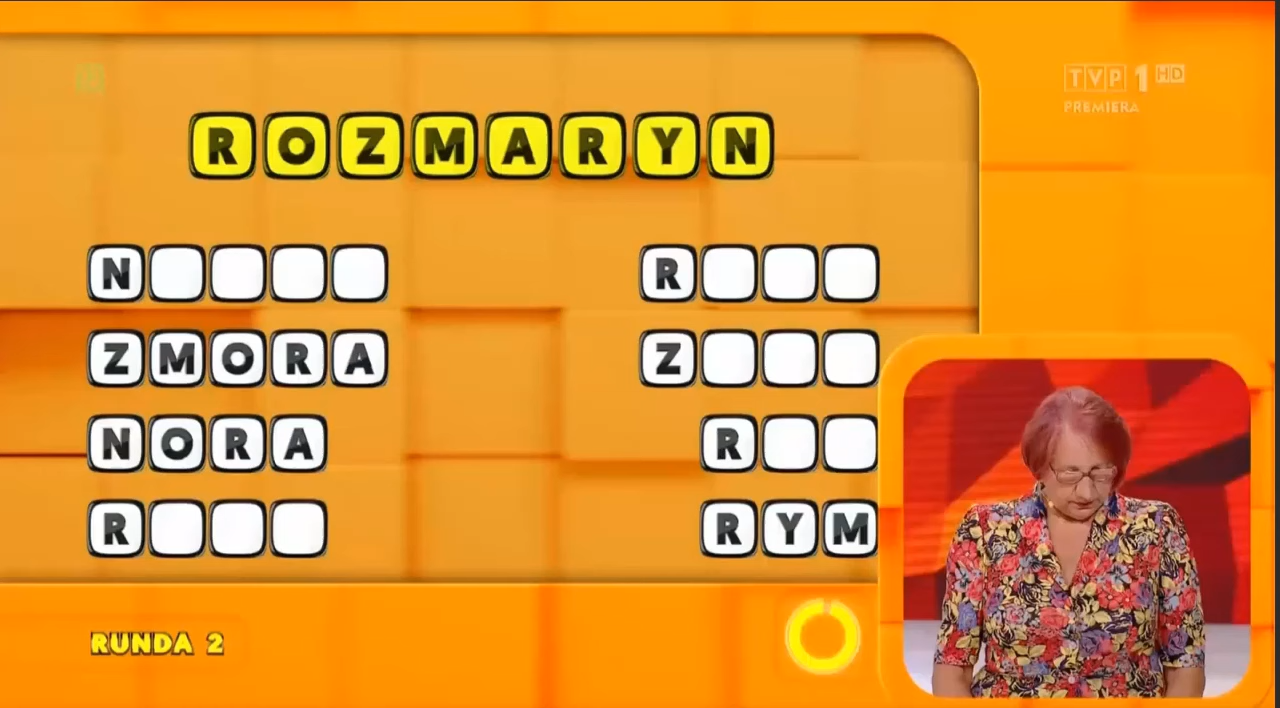 TVP 1 HD
PREMIERA
ROZMARYN
N
R
ZMORA
Z
NORA
R
R
RYM
RUNDA 2